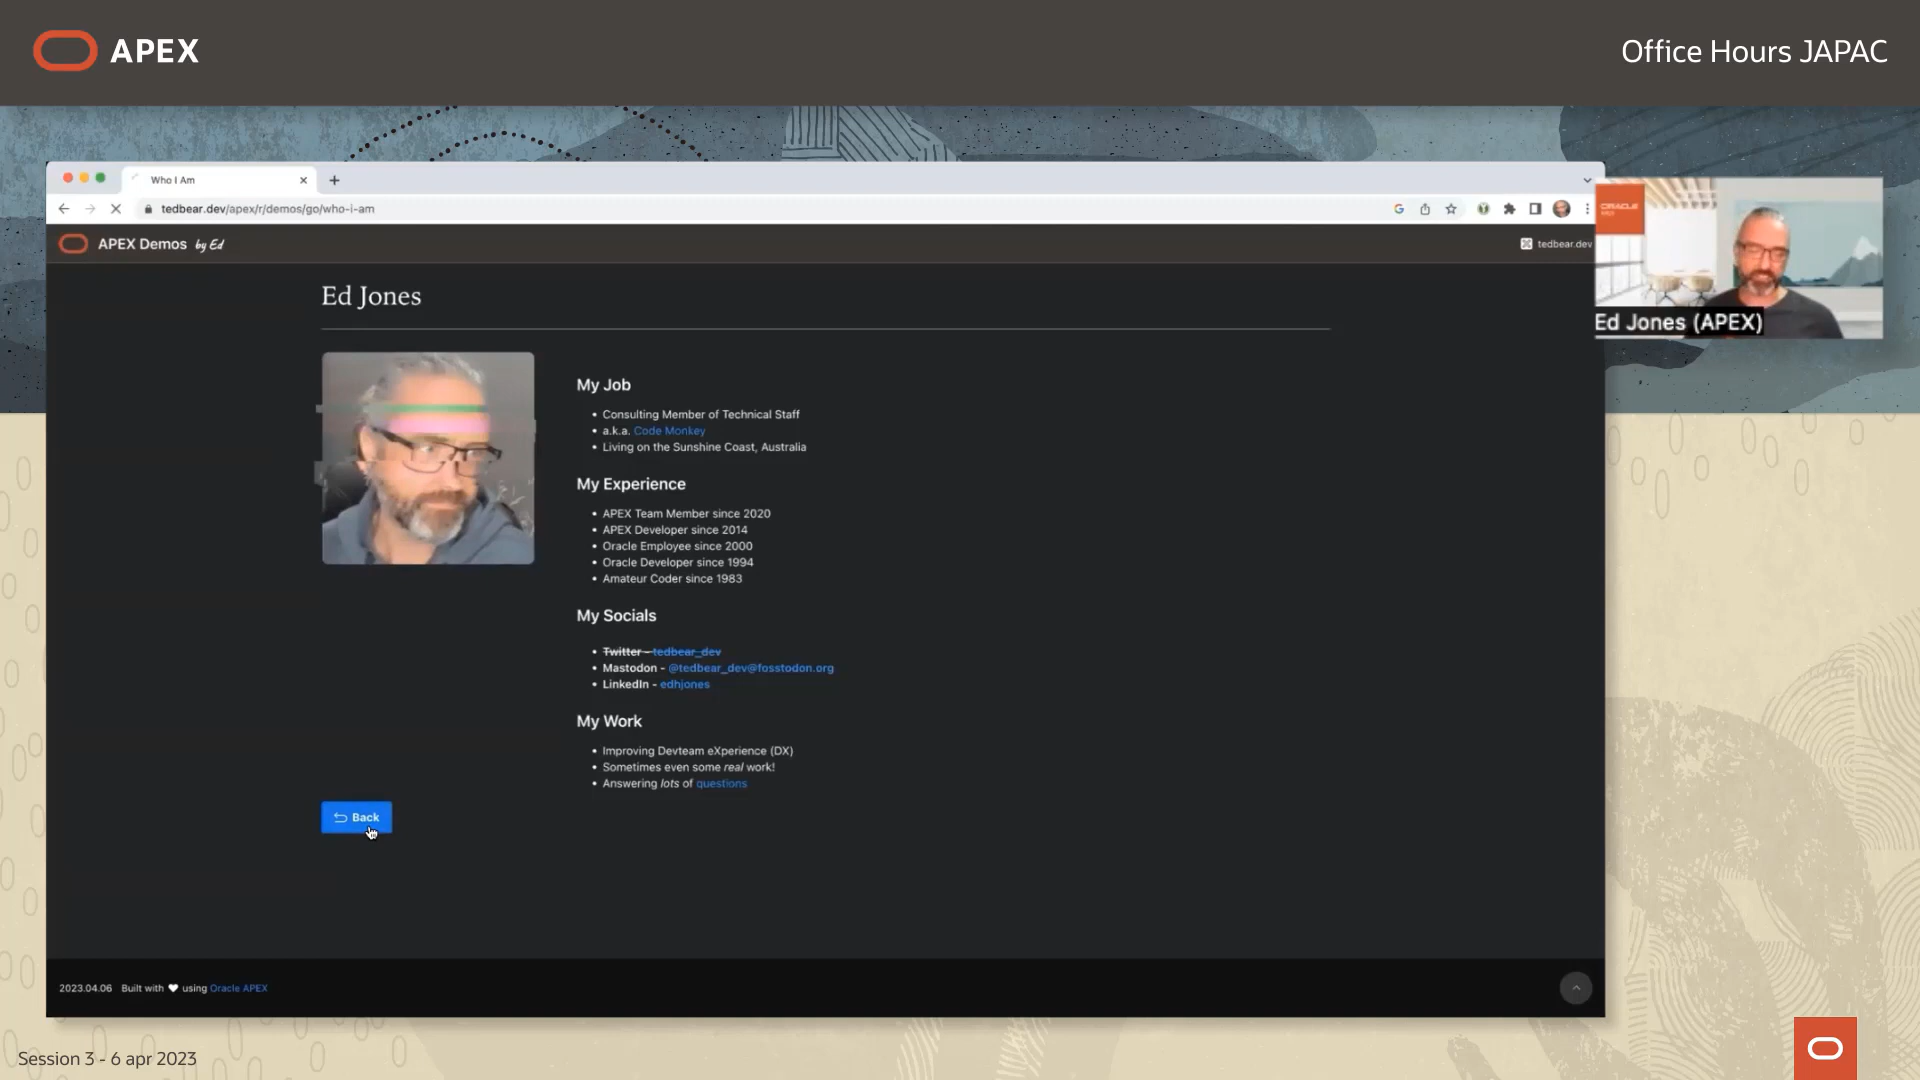 APEX
Office Hours JAPAC
Who I Am
tedbear.dev/apex/r/demos/go/who-i-am
APEX Demos by Ed
tedbear.dev
ORACLE
APEX
Ed Jones (APEX)
Ed Jones
My Job
• Consulting Member of Technical Staff
• a.k.a. Code Monkey
• Living on the Sunshine Coast, Australia
My Experience
• APEX Team Member since 2020
• APEX Developer since 2014
• Oracle Employee since 2000
• Oracle Developer since 1994
• Amateur Coder since 1983
My Socials
• Twitter - tedbear_dev
• Mastodon - @tedbear_dev@fosstodon.org
• LinkedIn - edhjones
My Work
• Improving Devteam eXperience (DX)
• Sometimes even some real work!
• Answering lots of questions
Back
2023.04.06 Built with ♥ using Oracle APEX
Session 3 - 6 apr 2023